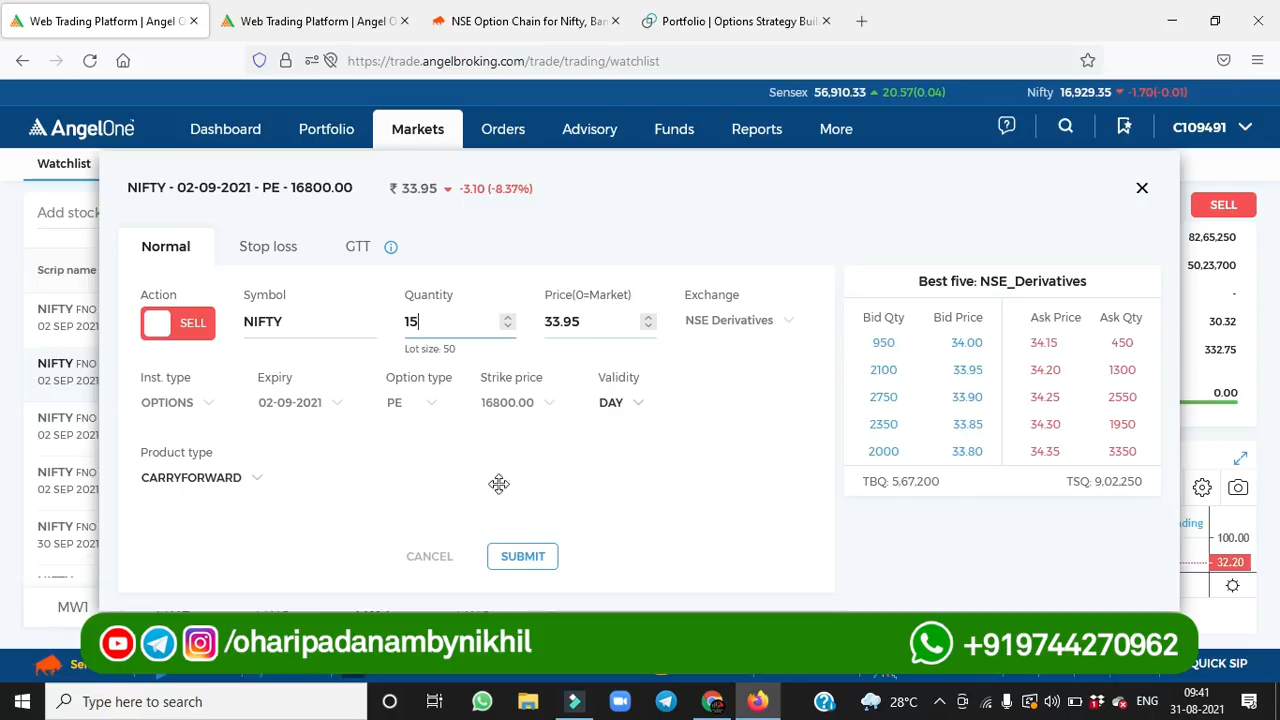 Web Trading Platform | Angel O
Web Trading Platform | Angel O
NSE Option Chain for Nifty, Ban
Portfolio | Options Strategy Buil
https://trade.angelbroking.com/trade/trading/watchlist
Sensex 56,910.33 20.57(0.04)
Nifty 16,929.35 -1.70(-0.01)
AngelOne
Dashboard
Portfolio
Markets
Orders
Advisory
Funds
Reports
More
C109491
Watchlist
NIFTY - 02-09-2021 - PE - 16800.00
₹ 33.95 -3.10 (-8.37%)
Add stock
SELL
Normal
Stop loss
GTT
82,65,250
50,23,700
-
30.32
332.75
0.00
Scrip name
NIFTY FNO
02 SEP 2021
NIFTY FNO
02 SEP 2021
NIFTY FNO
02 SEP 2021
NIFTY FNO
02 SEP 2021
NIFTY FNO
30 SEP 2021
MW1
Action
Symbol
Quantity
Price(0=Market)
Exchange
SELL
NIFTY
15
33.95
NSE Derivatives
Lot size: 50
Inst. type
Expiry
Option type
Strike price
Validity
OPTIONS
02-09-2021
PE
16800.00
DAY
Product type
CARRYFORWARD
CANCEL
SUBMIT
Best five: NSE_Derivatives
Bid Qty Bid Price Ask Price Ask Qty
950 34.00 34.15 450
2100 33.95 34.20 1300
2750 33.90 34.25 2550
2350 33.85 34.30 1950
2000 33.80 34.35 3350
TBQ: 5,67,200 TSQ: 9,02,250
ding
100.00
32.20
/oharipadanambynikhil
+919744270962
QUICK SIP
Type here to search
28°C
ENG
09:41
31-08-2021